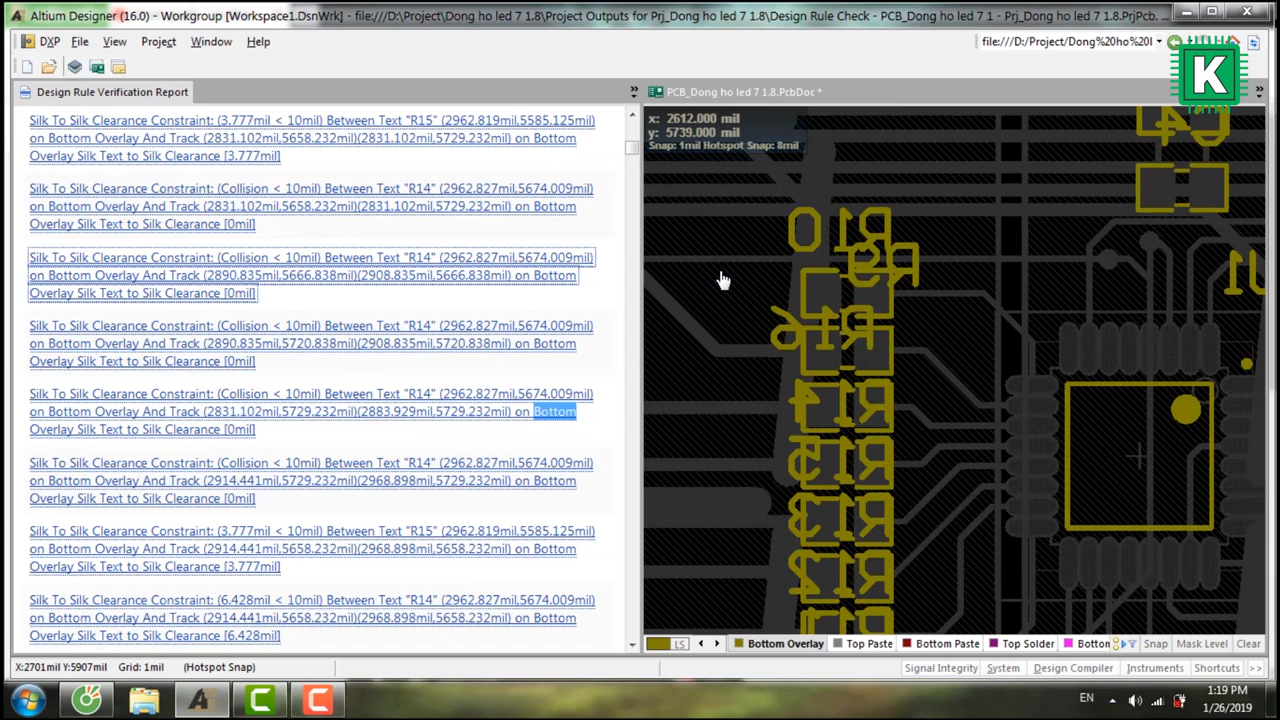 Altium Designer (16.0) - Workgroup [Workspace1.DsnWrk] - file:///D:\Project\Dong ho led 7 1.8\Project Outputs for Prj_Dong ho led 7 1.8\Design Rule Check - PCB_Dong ho led 7 1 - Prj_Dong ho led 7 1.8.PrjPcb. ...
DXP File View Project Window Help
file:///D:/Project/Dong%20ho%20l
K
Design Rule Verification Report
PCB_Dong ho led 7 1.8.PcbDoc *
Silk To Silk Clearance Constraint: (3.777mil < 10mil) Between Text "R15" (2962.819mil,5585.125mil)
on Bottom Overlay And Track (2831.102mil,5658.232mil)(2831.102mil,5729.232mil) on Bottom
Overlay Silk Text to Silk Clearance [3.777mil]
Silk To Silk Clearance Constraint: (Collision < 10mil) Between Text "R14" (2962.827mil,5674.009mil)
on Bottom Overlay And Track (2831.102mil,5658.232mil)(2831.102mil,5729.232mil) on Bottom
Overlay Silk Text to Silk Clearance [0mil]
Silk To Silk Clearance Constraint: (Collision < 10mil) Between Text "R14" (2962.827mil,5674.009mil)
on Bottom Overlay And Track (2890.835mil,5666.838mil)(2908.835mil,5666.838mil) on Bottom
Overlay Silk Text to Silk Clearance [0mil]
Silk To Silk Clearance Constraint: (Collision < 10mil) Between Text "R14" (2962.827mil,5674.009mil)
on Bottom Overlay And Track (2890.835mil,5720.838mil)(2908.835mil,5720.838mil) on Bottom
Overlay Silk Text to Silk Clearance [0mil]
Silk To Silk Clearance Constraint: (Collision < 10mil) Between Text "R14" (2962.827mil,5674.009mil)
on Bottom Overlay And Track (2831.102mil,5729.232mil)(2883.929mil,5729.232mil) on Bottom
Overlay Silk Text to Silk Clearance [0mil]
Silk To Silk Clearance Constraint: (Collision < 10mil) Between Text "R14" (2962.827mil,5674.009mil)
on Bottom Overlay And Track (2914.441mil,5729.232mil)(2968.898mil,5729.232mil) on Bottom
Overlay Silk Text to Silk Clearance [0mil]
Silk To Silk Clearance Constraint: (3.777mil < 10mil) Between Text "R15" (2962.819mil,5585.125mil)
on Bottom Overlay And Track (2914.441mil,5658.232mil)(2968.898mil,5658.232mil) on Bottom
Overlay Silk Text to Silk Clearance [3.777mil]
Silk To Silk Clearance Constraint: (6.428mil < 10mil) Between Text "R14" (2962.827mil,5674.009mil)
on Bottom Overlay And Track (2914.441mil,5658.232mil)(2968.898mil,5658.232mil) on Bottom
Overlay Silk Text to Silk Clearance [6.428mil]
x: 2612.000 mil
y: 5739.000 mil
Snap: 1mil Hotspot Snap: 8mil
C4
R10
R9
R16
U1
R14
R15
R13
R12
LS Bottom Overlay Top Paste Bottom Paste Top Solder Botton Snap Mask Level Clear
X:2701mil Y:5907mil Grid: 1mil (Hotspot Snap)
Signal Integrity System Design Compiler Instruments Shortcuts >>
EN
1:19 PM
1/26/2019